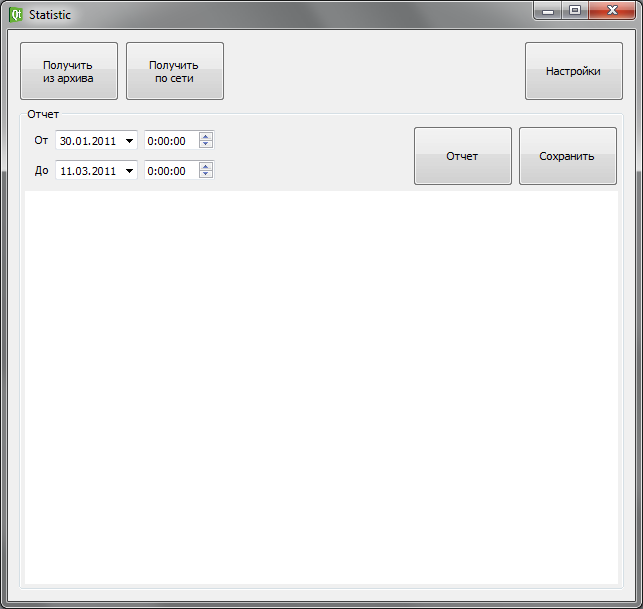 Qt Statistic
Получить
из архива
Получить
по сети
Настройки
Отчет
От 30.01.2011 0:00:00
До 11.03.2011 0:00:00
Отчет
Сохранить